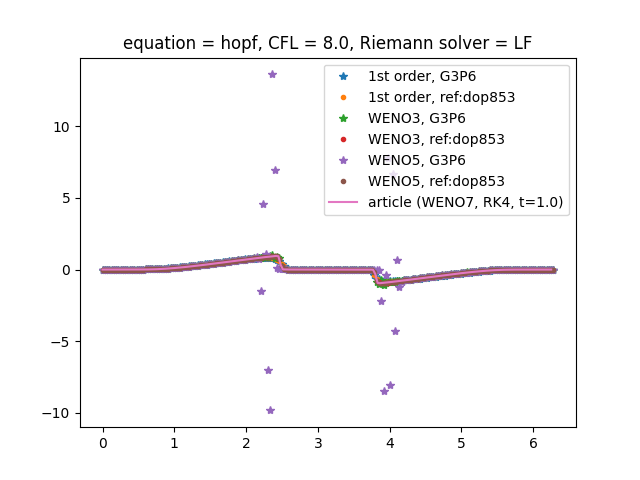 equation = hopf, CFL = 8.0, Riemann solver = LF
1st order, G3P6
1st order, ref:dop853
WENO3, G3P6
WENO3, ref:dop853
WENO5, G3P6
WENO5, ref:dop853
article (WENO7, RK4, t=1.0)
10
5
0
−5
−10
0 1 2 3 4 5 6